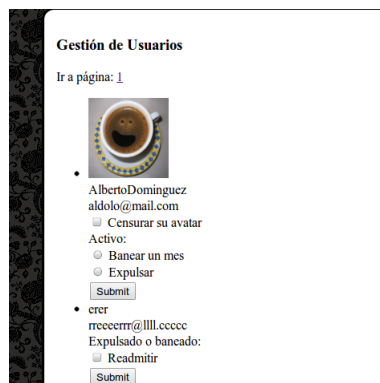 Gestión de Usuarios
Ir a página: 1
AlbertoDominguez
aldolo@mail.com
Censurar su avatar
Activo:
Banear un mes
Expulsar
Submit
erer
rreeeerrr@llll.ccccc
Expulsado o baneado:
Readmitir
Submit